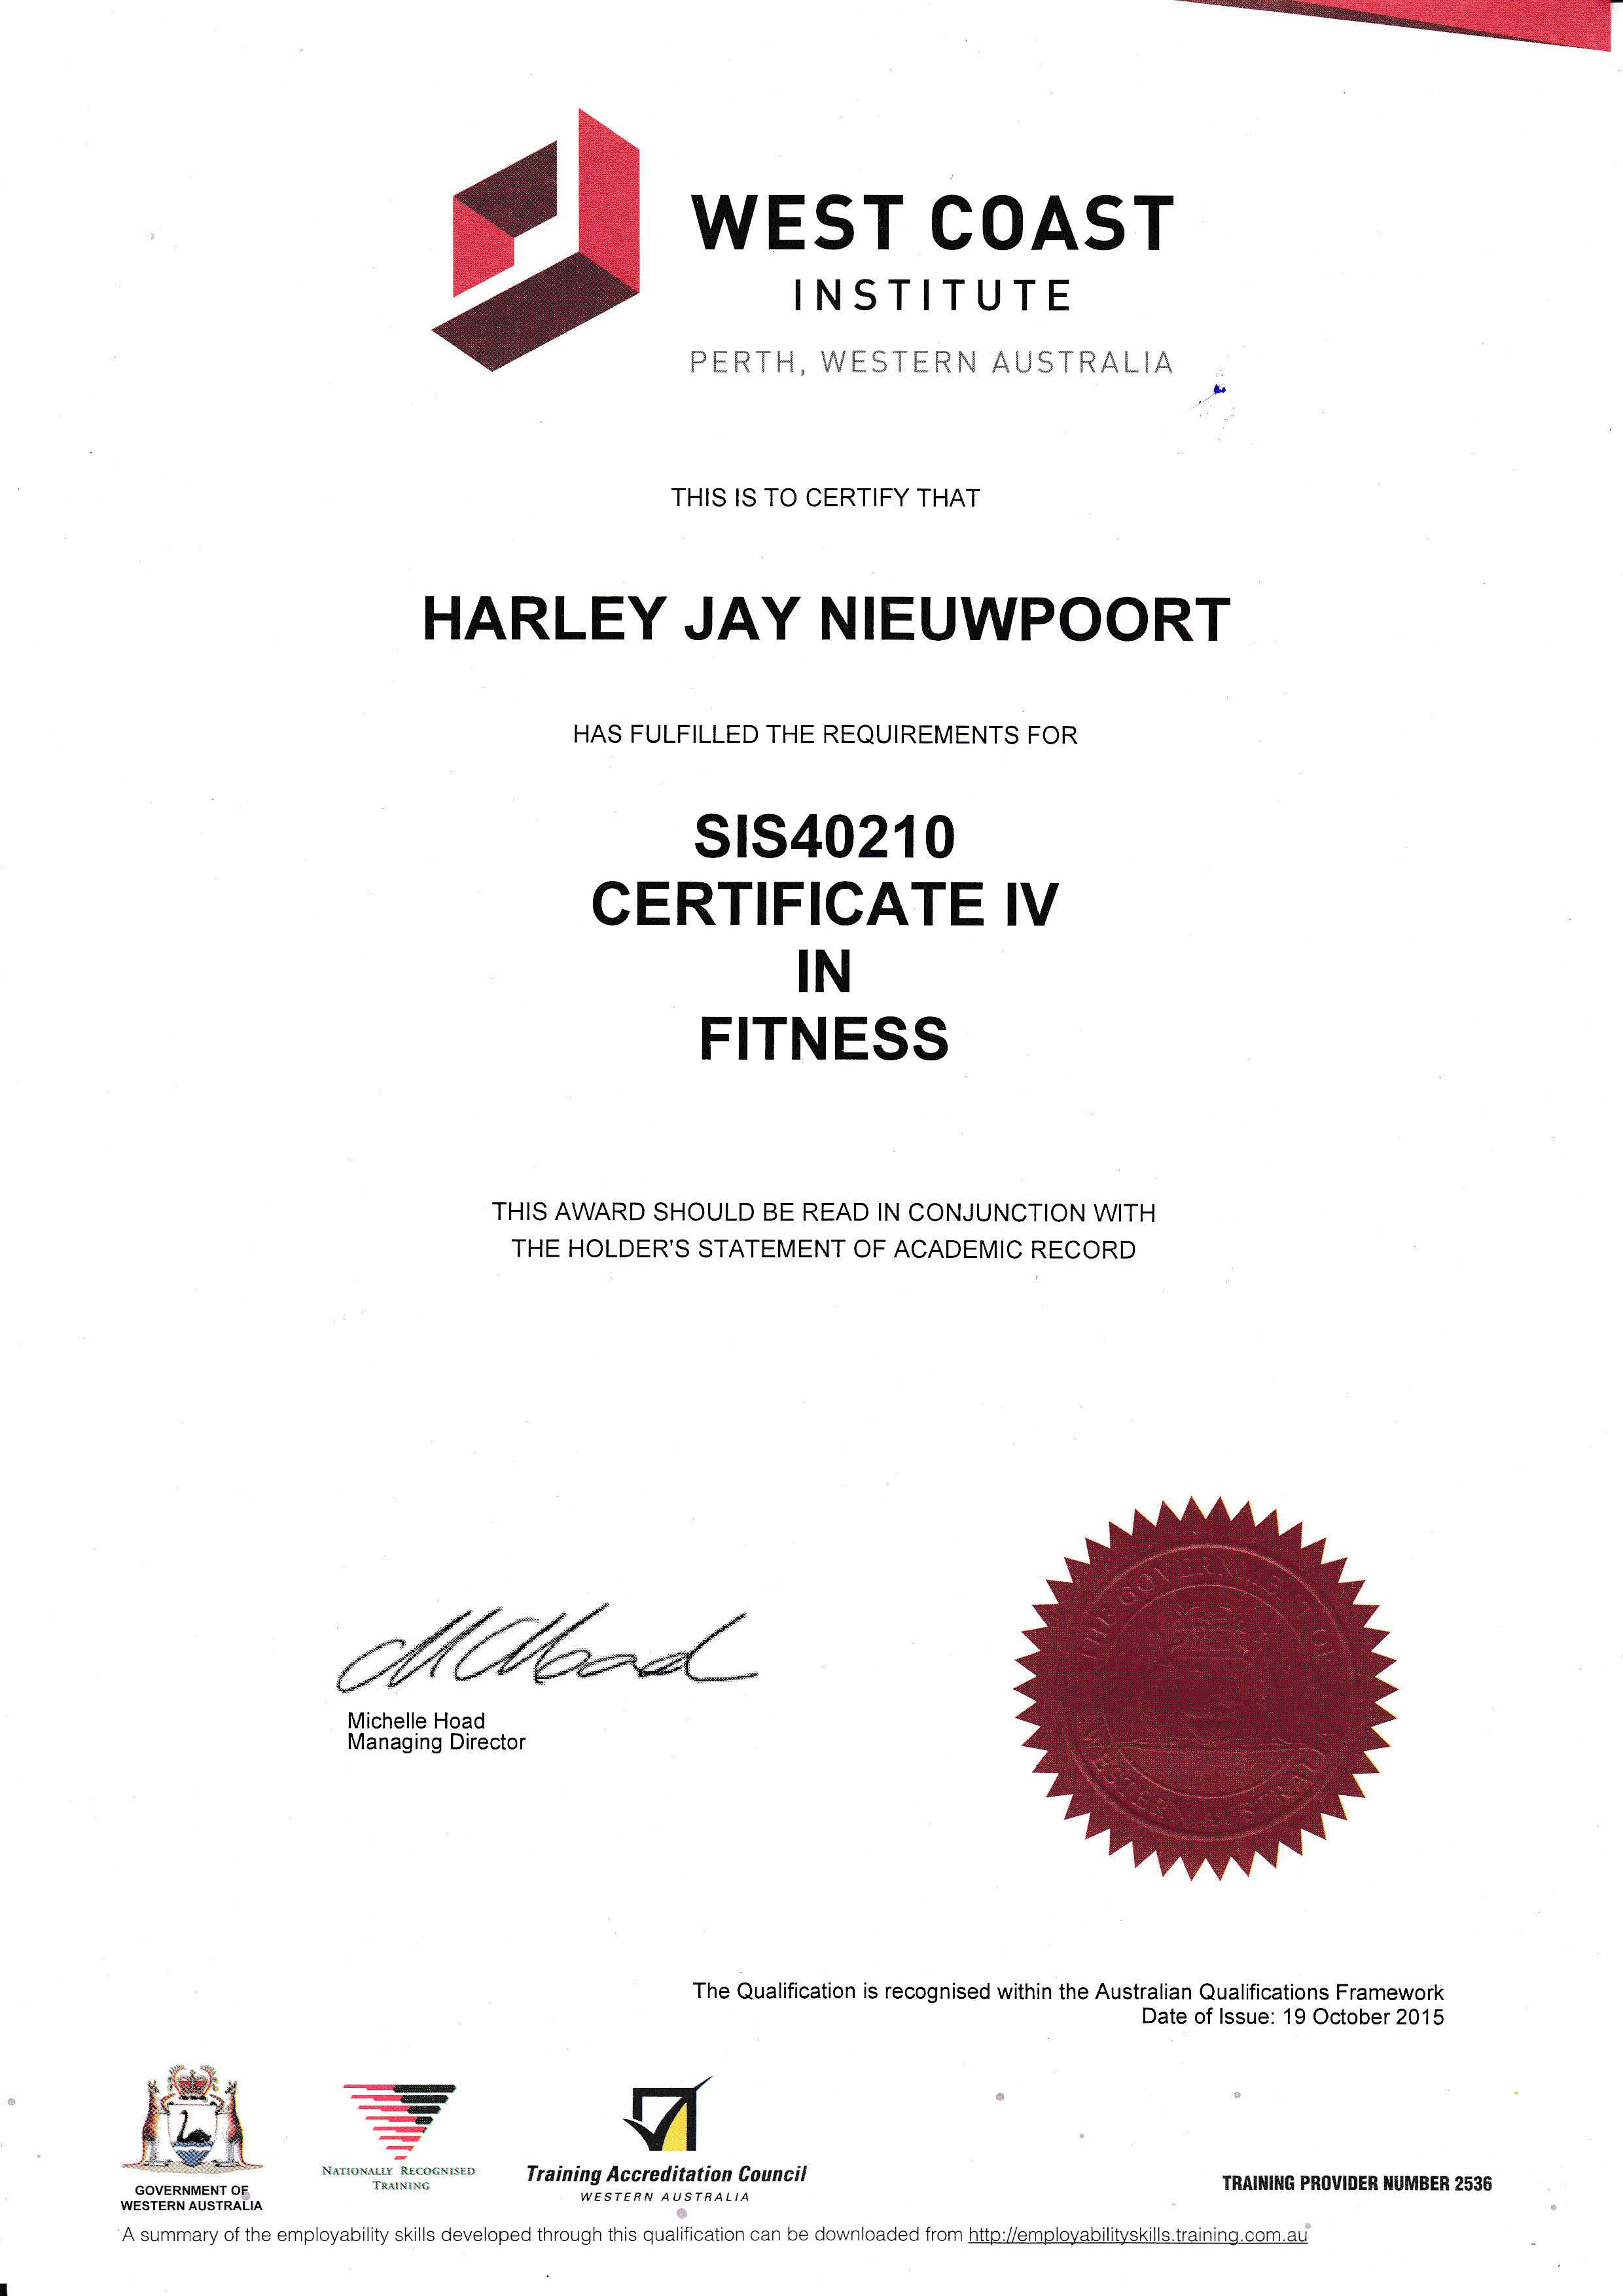 WEST COAST
INSTITUTE
PERTH, WESTERN AUSTRALIA
THIS IS TO CERTIFY THAT
HARLEY JAY NIEUWPOORT
HAS FULFILLED THE REQUIREMENTS FOR
SIS40210
CERTIFICATE IV
IN
FITNESS
THIS AWARD SHOULD BE READ IN CONJUNCTION WITH
THE HOLDER'S STATEMENT OF ACADEMIC RECORD
MHoad
Michelle Hoad
Managing Director
THE GOVERNMENT OF
WESTERN AUSTRALIA
The Qualification is recognised within the Australian Qualifications Framework
Date of Issue: 19 October 2015
GOVERNMENT OF
WESTERN AUSTRALIA
NATIONALLY RECOGNISED
TRAINING
Training Accreditation Council
WESTERN AUSTRALIA
TRAINING PROVIDER NUMBER 2536
A summary of the employability skills developed through this qualification can be downloaded from http://employabilityskills.training.com.au